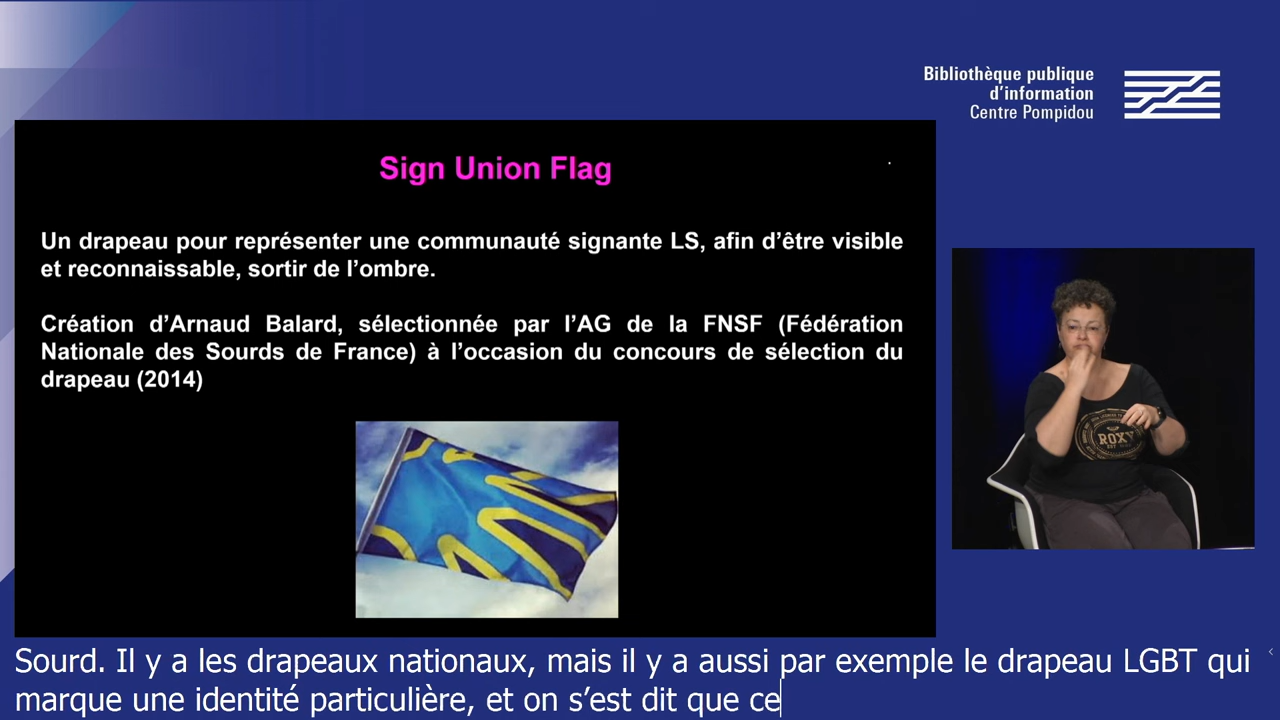 Bibliothèque publique
d'information
Centre Pompidou
Sign Union Flag
Un drapeau pour représenter une communauté signante LS, afin d'être visible
et reconnaissable, sortir de l'ombre.
Création d'Arnaud Balard, sélectionnée par l'AG de la FNSF (Fédération
Nationale des Sourds de France) à l'occasion du concours de sélection du
drapeau (2014)
ROXY
Sourd. Il y a les drapeaux nationaux, mais il y a aussi par exemple le drapeau LGBT qui
marque une identité particulière, et on s'est dit que ce